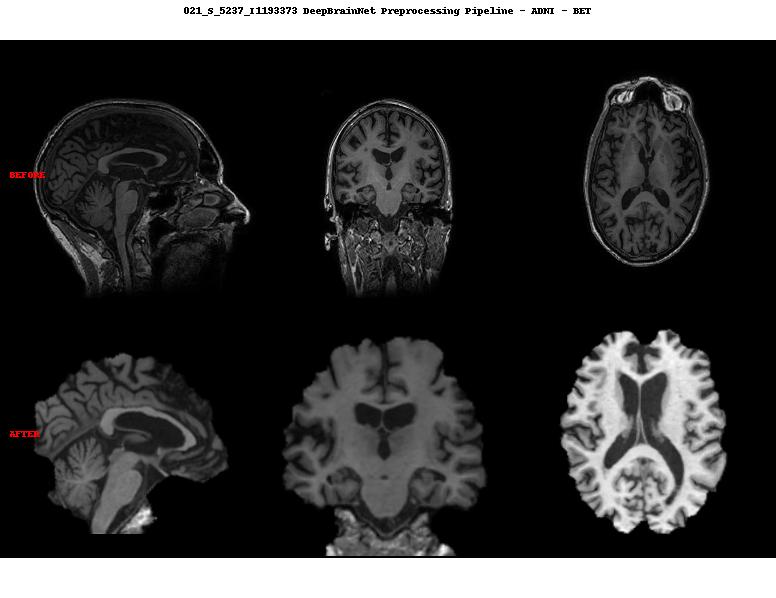 021_S_5237_I1193373 DeepBrainNet Preprocessing Pipeline - ADNI - BET
BEFORE
AFTER